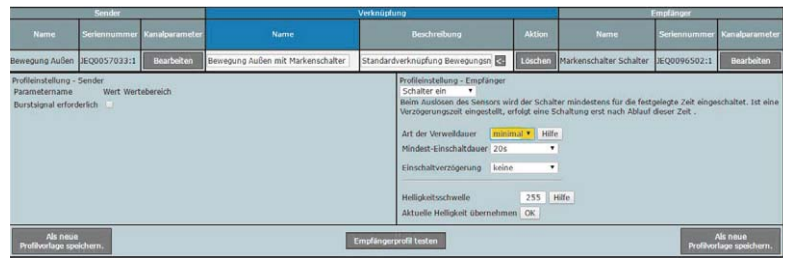 Sender Verknüpfung Empfänger
Name Seriennummer Kanalparameter Name Beschreibung Aktion Name Seriennummer Kanalparameter
Bewegung Außen JEQ0057033:1 Bearbeiten Bewegung Außen mit Markenschalter Standardverknüpfung Bewegungsn < Löschen Markenschalter Schalter JEQ0096502:1 Bearbeiten
Profileinstellung - Sender
Parametername Wert Wertebereich
Burstsignal erforderlich
Profileinstellung - Empfänger
Schalter ein
Beim Auslösen des Sensors wird der Schalter mindestens für die festgelegte Zeit eingeschaltet. Ist eine
Verzögerungszeit eingestellt, erfolgt eine Schaltung erst nach Ablauf dieser Zeit .
Art der Verweildauer minimal Hilfe
Mindest-Einschaltdauer 20s
Einschaltverzögerung keine
Helligkeitsschwelle 255 Hilfe
Aktuelle Helligkeit übernehmen OK
Als neue
Profilvorlage speichern.
Empfängerprofil testen
Als neue
Profilvorlage speichern.